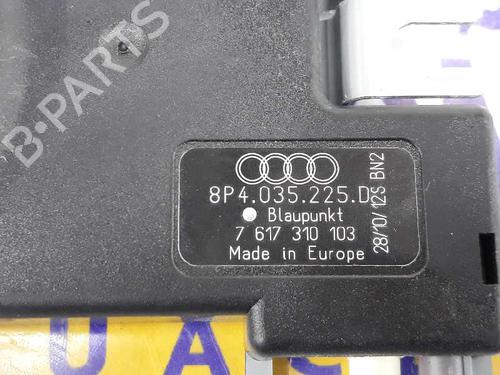 B-PARTS
8P4.035.225.D
Blaupunkt
7 617 310 103
Made in Europe
28/10/12S BN2
U A